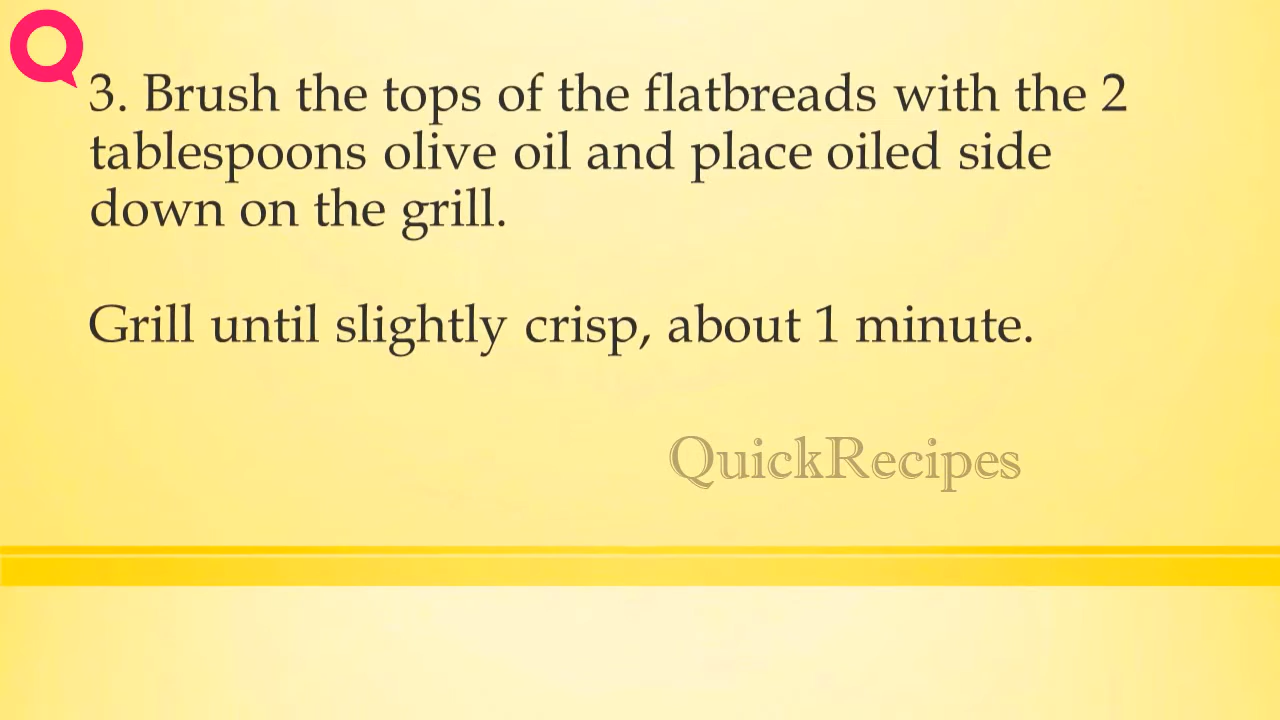 3. Brush the tops of the flatbreads with the 2
tablespoons olive oil and place oiled side
down on the grill.
Grill until slightly crisp, about 1 minute.
QuickRecipes